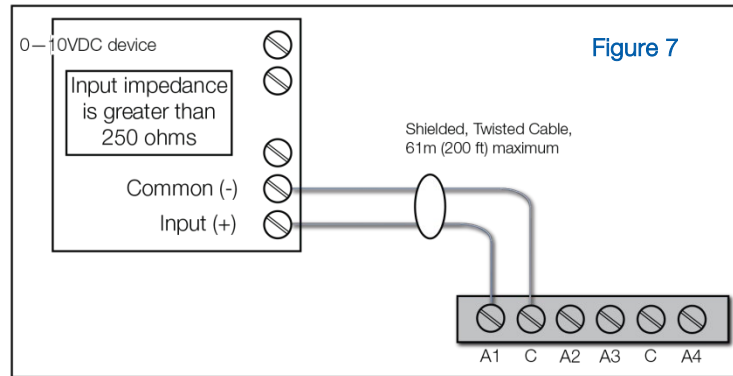 0—10VDC device
Figure 7
Input impedance
is greater than
250 ohms
Shielded, Twisted Cable,
61m (200 ft) maximum
Common (-)
Input (+)
A1 C A2 A3 C A4